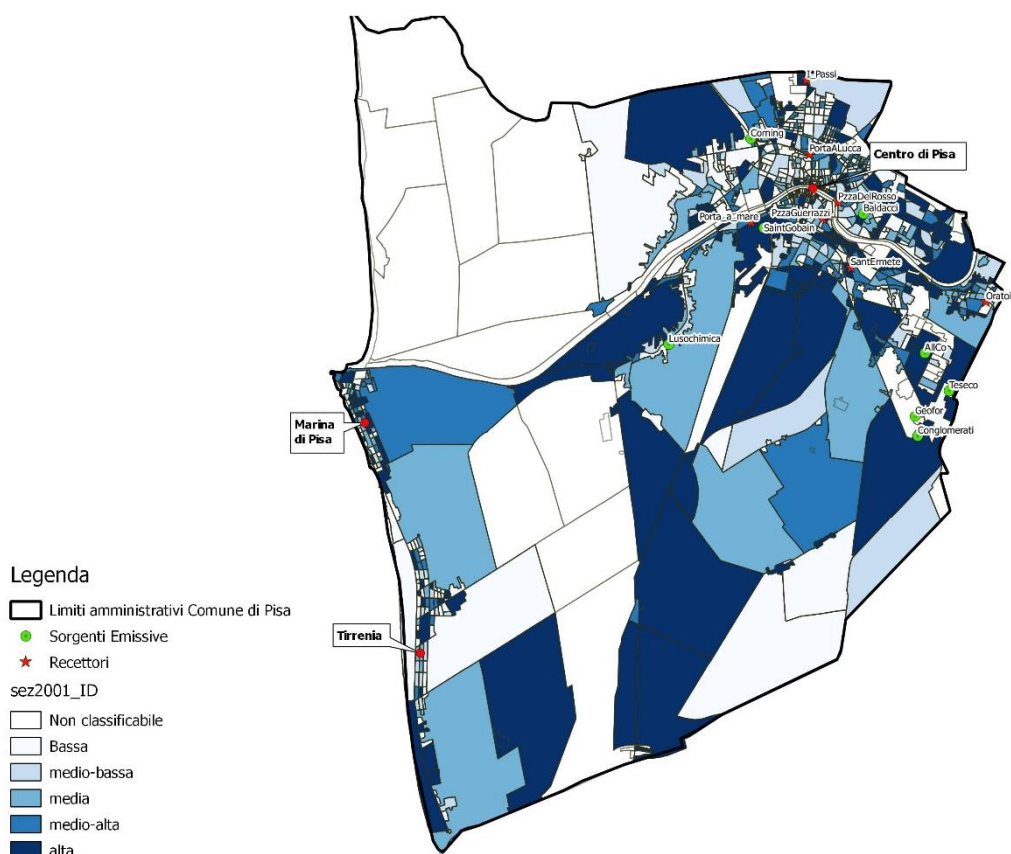 I_Passi
Corning
PortaALucca
Centro di Pisa
PzzaDelRosso
Baldacci
Porta_a_mare
PzzaGuerrazzi
SaintGobain
SantErmete
Oratoi
Lusochimica
AllCo
Teseco
Geofor
Conglomerati
Marina
di Pisa
Tirrenia
Legenda
Limiti amministrativi Comune di Pisa
Sorgenti Emissive
Recettori
sez2001_ID
Non classificabile
Bassa
medio-bassa
media
medio-alta
alta